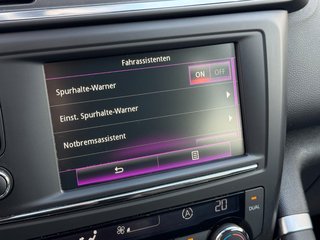 Fahrassistenten
Spurhalte-Warner
ON OFF
Einst. Spurhalte-Warner
Notbremsassistent
20
DUAL